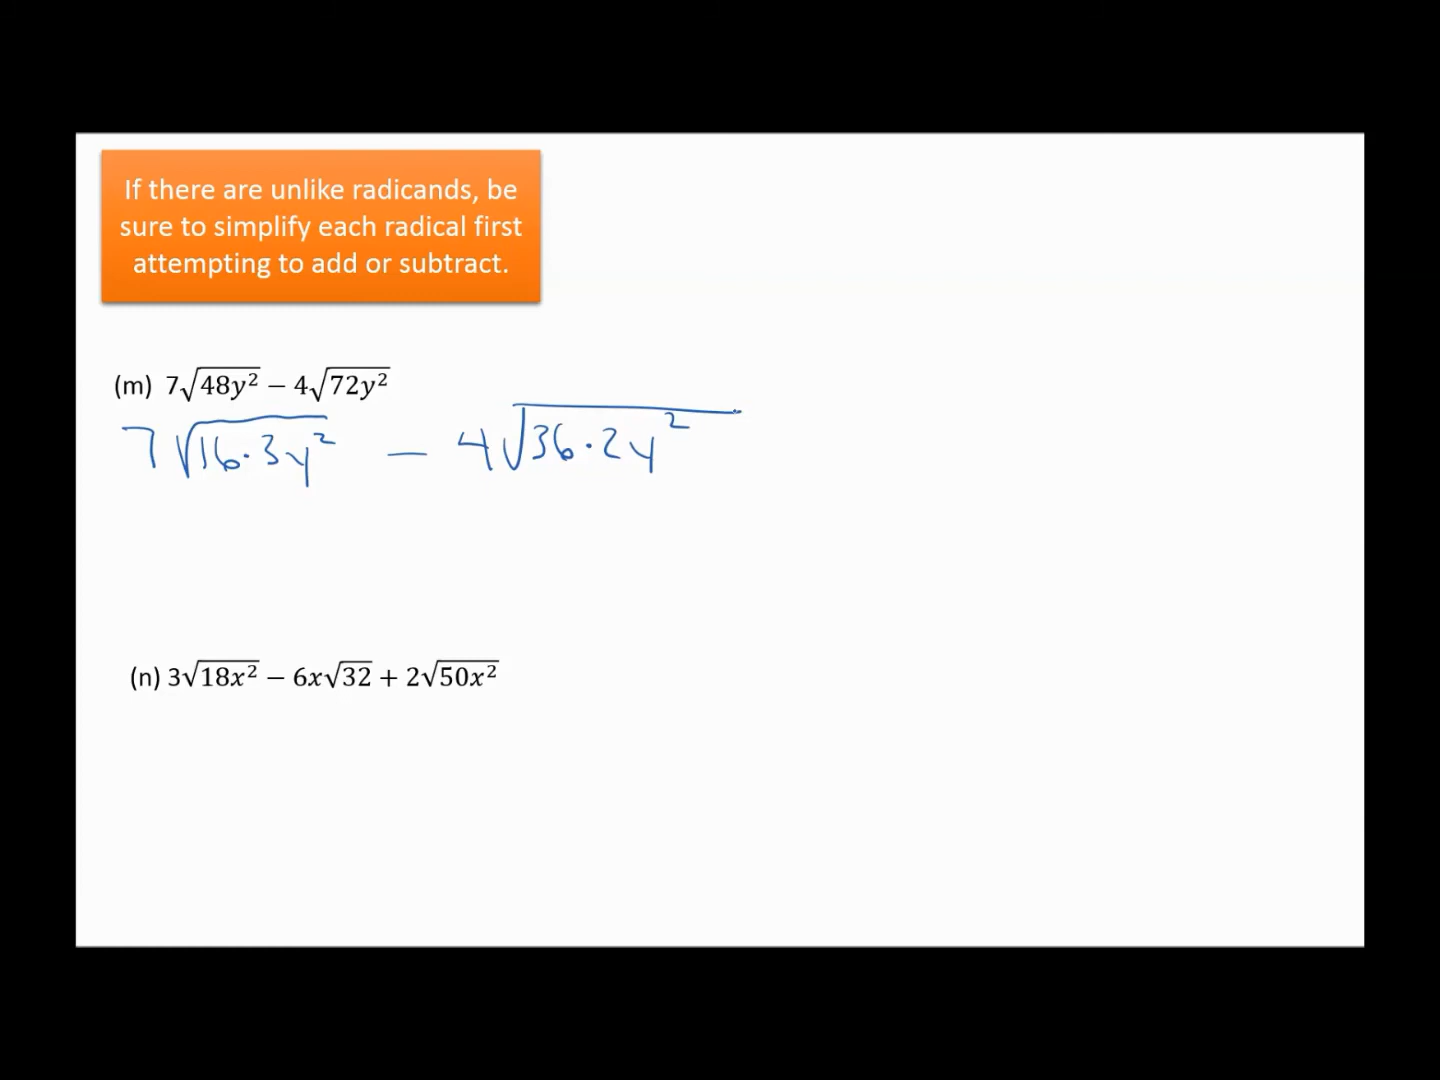 If there are unlike radicands, be
sure to simplify each radical first
attempting to add or subtract.
(m) 7√48y² − 4√72y²
7√16·3y² − 4√36·2y²
(n) 3√18x² − 6x√32 + 2√50x²